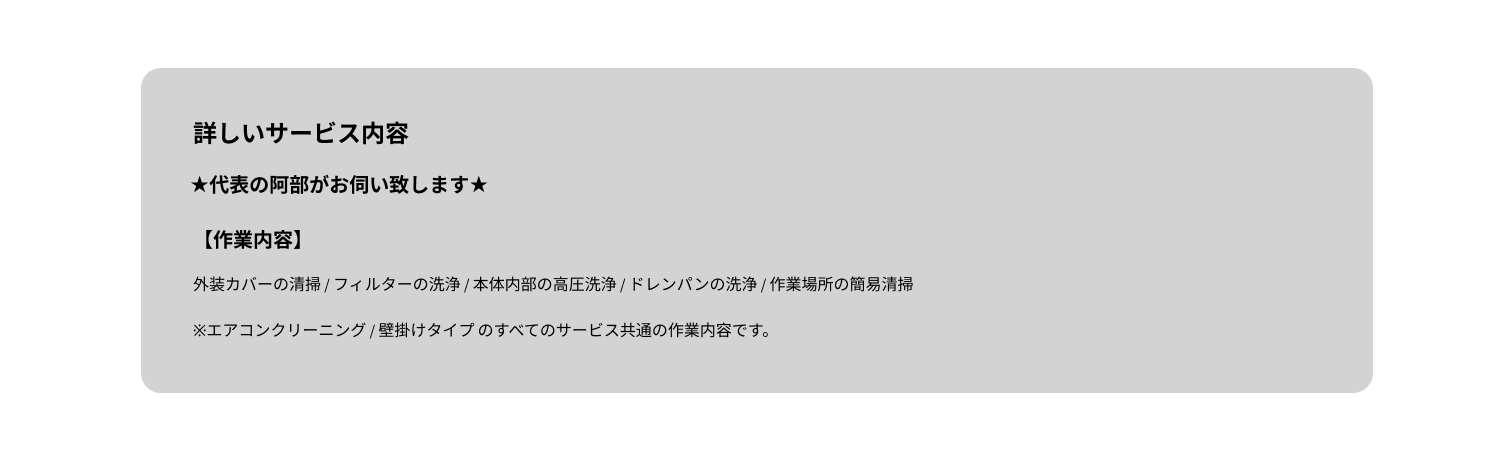 詳しいサービス内容
★代表の阿部がお伺い致します★
【作業内容】
外装カバーの清掃 / フィルターの洗浄 / 本体内部の高圧洗浄 / ドレンパンの洗浄 / 作業場所の簡易清掃
※エアコンクリーニング / 壁掛けタイプ のすべてのサービス共通の作業内容です。